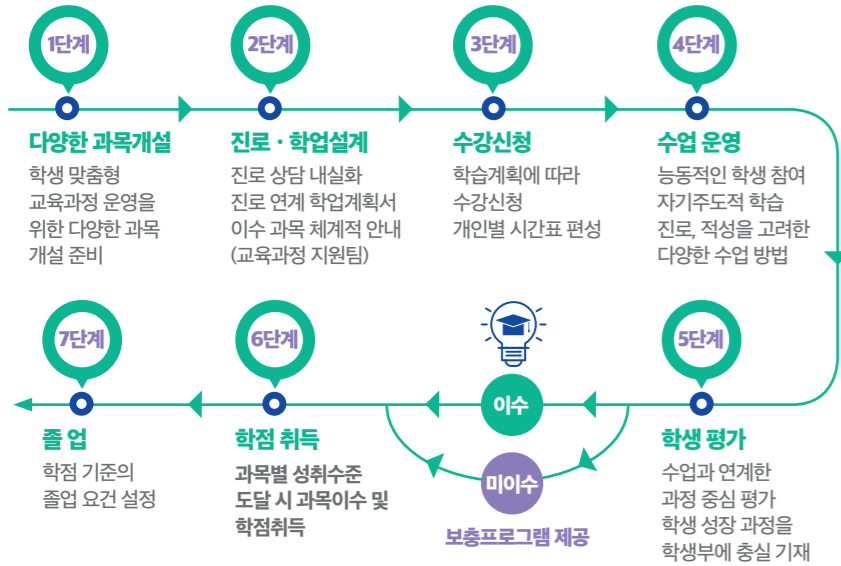 1단계
다양한 과목개설
학생 맞춤형
교육과정 운영을
위한 다양한 과목
개설 준비
2단계
진로 · 학업설계
진로 상담 내실화
진로 연계 학업계획서
이수 과목 체계적 안내
(교육과정 지원팀)
3단계
수강신청
학습계획에 따라
수강신청
개인별 시간표 편성
4단계
수업 운영
능동적인 학생 참여
자기주도적 학습
진로, 적성을 고려한
다양한 수업 방법
5단계
학생 평가
수업과 연계한
과정 중심 평가
학생 성장 과정을
학생부에 충실 기재
이수
미이수
보충프로그램 제공
6단계
학점 취득
과목별 성취수준
도달 시 과목이수 및
학점취득
7단계
졸 업
학점 기준의
졸업 요건 설정